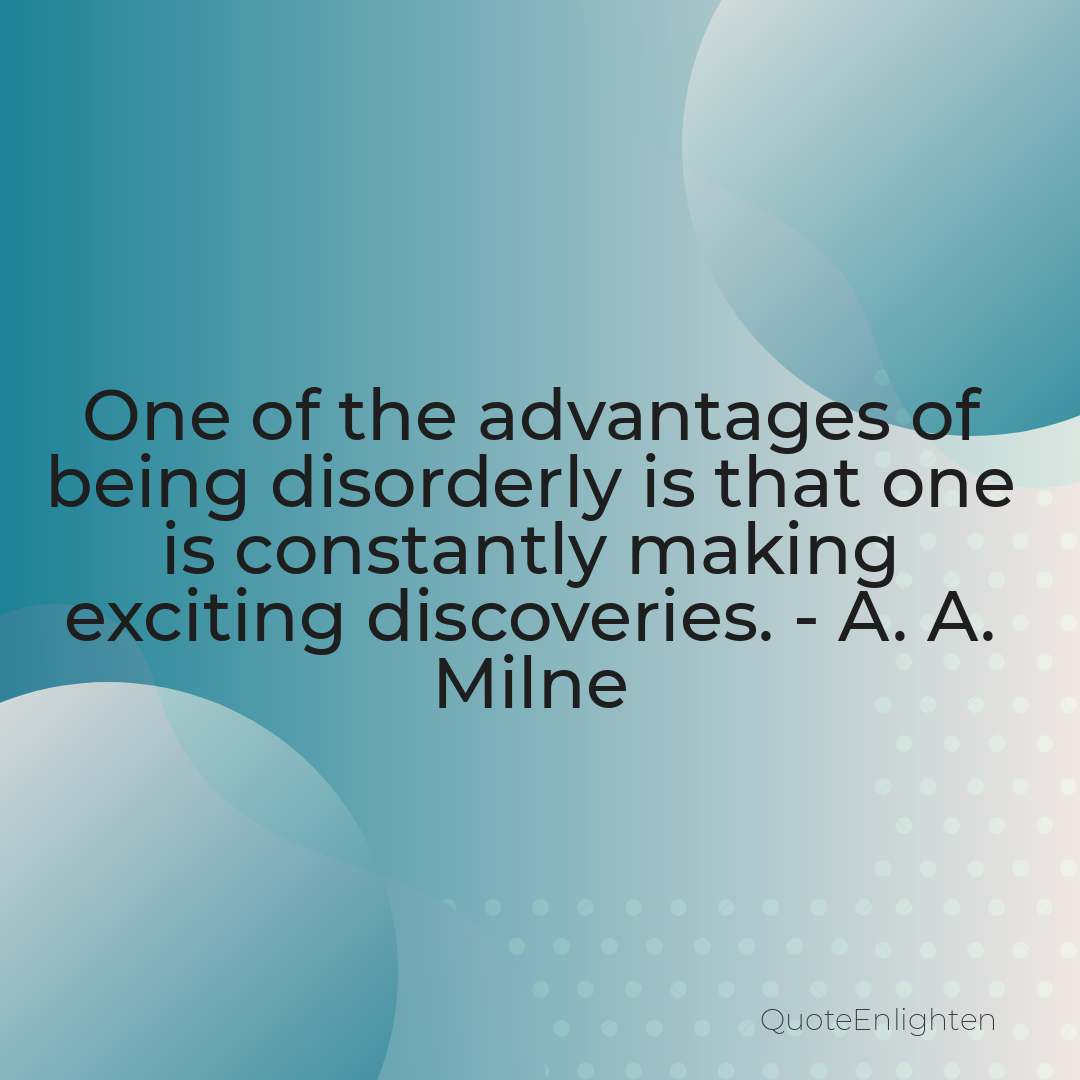 One of the advantages of
being disorderly is that one
is constantly making
exciting discoveries. - A. A.
Milne
QuoteEnlighten